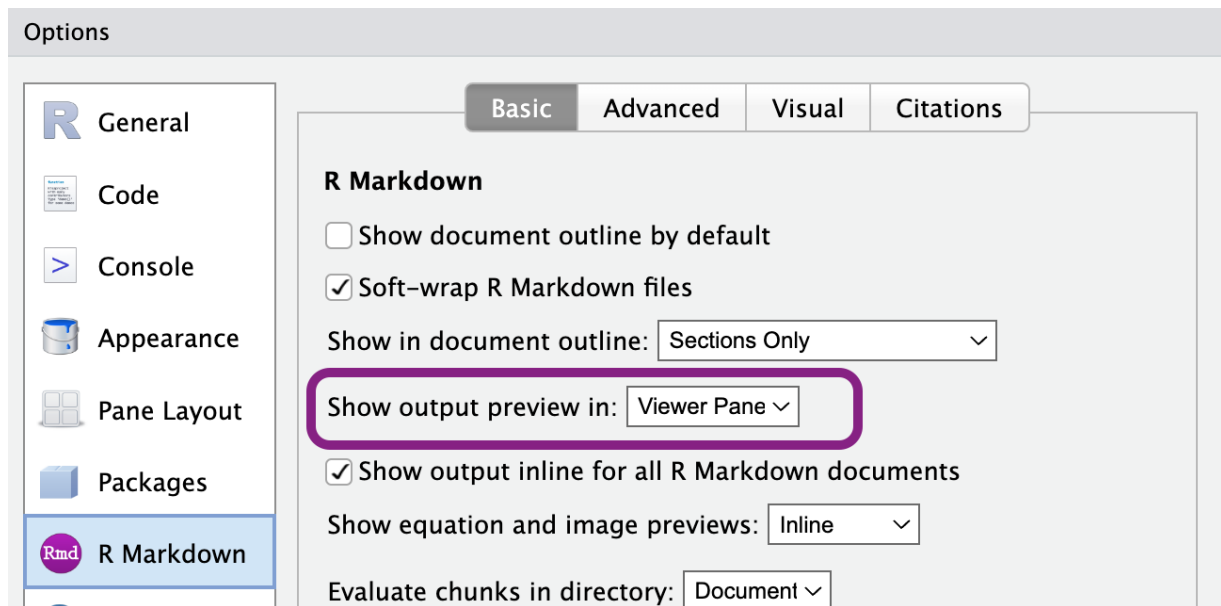 Options
General
Code
Console
Appearance
Pane Layout
Packages
Rmd R Markdown
Basic Advanced Visual Citations
R Markdown
Show document outline by default
Soft-wrap R Markdown files
Show in document outline: Sections Only
Show output preview in: Viewer Pane
Show output inline for all R Markdown documents
Show equation and image previews: Inline
Evaluate chunks in directory: Document